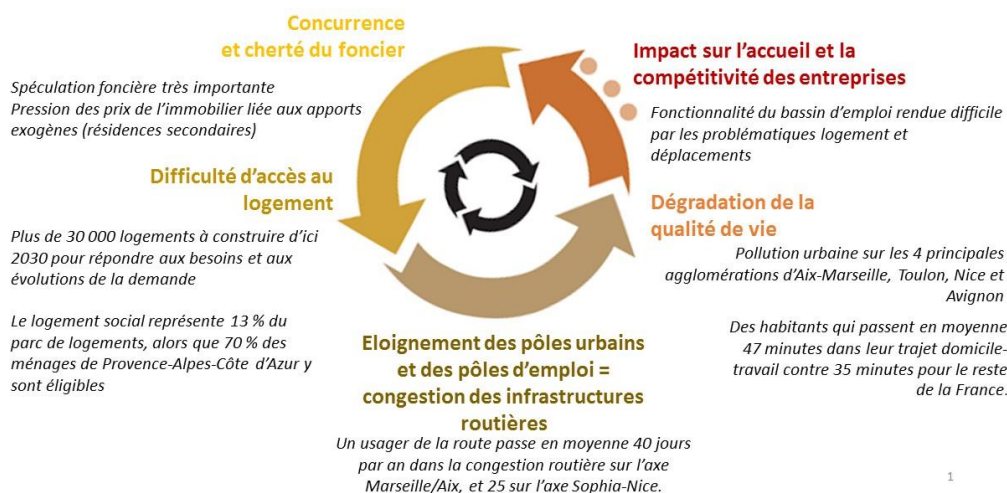 Concurrence
et cherté du foncier
Spéculation foncière très importante
Pression des prix de l'immobilier liée aux apports
exogènes (résidences secondaires)
Difficulté d'accès au
logement
Plus de 30 000 logements à construire d'ici
2030 pour répondre aux besoins et aux
évolutions de la demande
Le logement social représente 13 % du
parc de logements, alors que 70 % des
ménages de Provence-Alpes-Côte d'Azur y
sont éligibles
Eloignement des pôles urbains
et des pôles d'emploi =
congestion des infrastructures
routières
Un usager de la route passe en moyenne 40 jours
par an dans la congestion routière sur l'axe
Marseille/Aix, et 25 sur l'axe Sophia-Nice.
Impact sur l'accueil et la
compétitivité des entreprises
Fonctionnalité du bassin d'emploi rendue difficile
par les problématiques logement et
déplacements
Dégradation de la
qualité de vie
Pollution urbaine sur les 4 principales
agglomérations d'Aix-Marseille, Toulon, Nice et
Avignon
Des habitants qui passent en moyenne
47 minutes dans leur trajet domicile-
travail contre 35 minutes pour le reste
de la France.
1